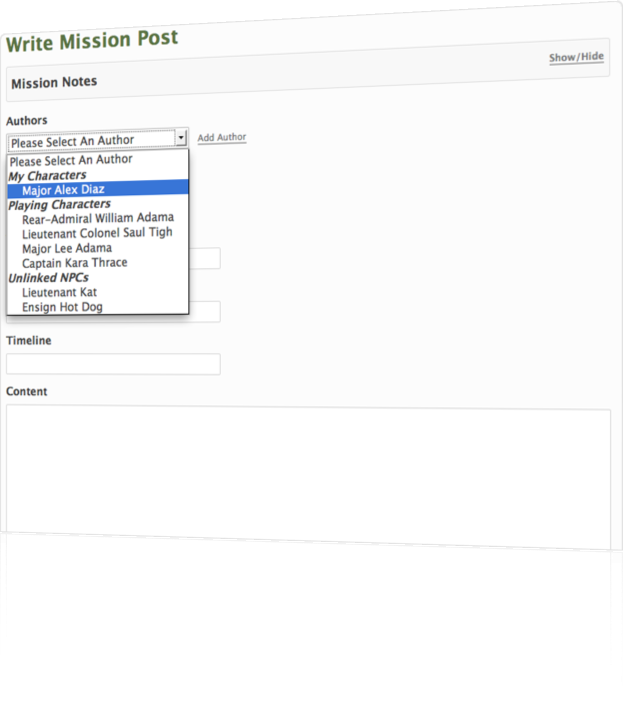 Write Mission Post
Mission Notes
Show/Hide
Authors
Please Select An Author
Add Author
Please Select An Author
My Characters
Major Alex Diaz
Playing Characters
Rear-Admiral William Adama
Lieutenant Colonel Saul Tigh
Major Lee Adama
Captain Kara Thrace
Unlinked NPCs
Lieutenant Kat
Ensign Hot Dog
Timeline
Content